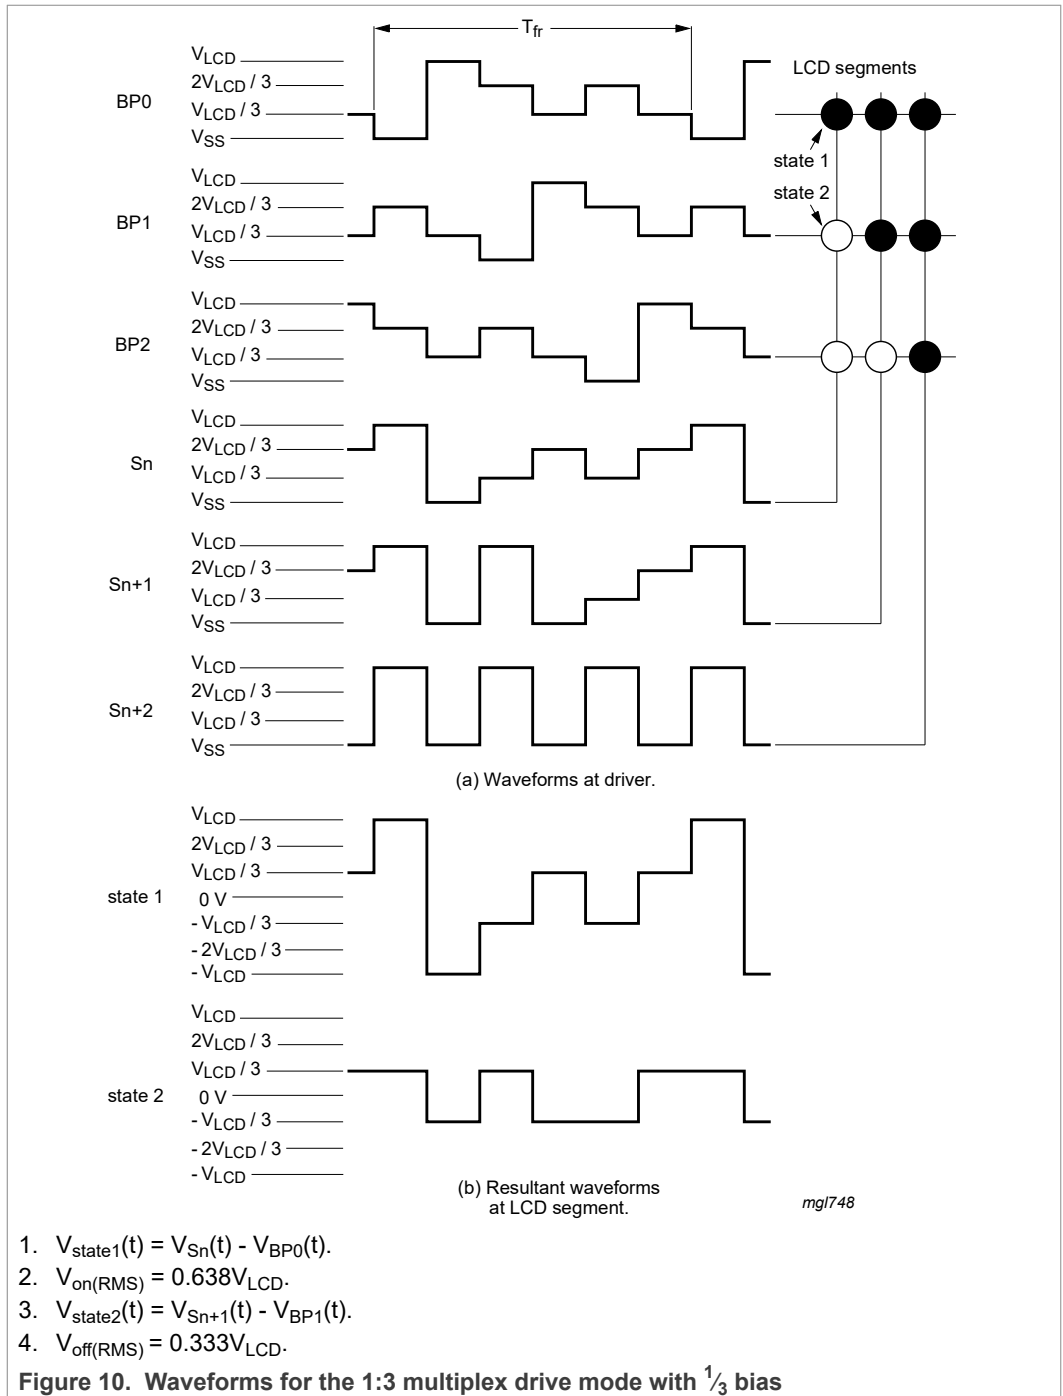 T_fr
V_LCD
2V_LCD / 3
BP0
V_LCD / 3
V_SS
LCD segments
state 1
V_LCD
state 2
2V_LCD / 3
BP1
V_LCD / 3
V_SS
V_LCD
2V_LCD / 3
BP2
V_LCD / 3
V_SS
V_LCD
2V_LCD / 3
Sn
V_LCD / 3
V_SS
V_LCD
2V_LCD / 3
Sn+1
V_LCD / 3
V_SS
V_LCD
2V_LCD / 3
Sn+2
V_LCD / 3
V_SS
(a) Waveforms at driver.
V_LCD
2V_LCD / 3
V_LCD / 3
state 1
0 V
- V_LCD / 3
- 2V_LCD / 3
- V_LCD
V_LCD
2V_LCD / 3
V_LCD / 3
state 2
0 V
- V_LCD / 3
- 2V_LCD / 3
- V_LCD
(b) Resultant waveforms
at LCD segment.
mgl748
1. V_state1(t) = V_Sn(t) - V_BP0(t).
2. V_on(RMS) = 0.638V_LCD.
3. V_state2(t) = V_Sn+1(t) - V_BP1(t).
4. V_off(RMS) = 0.333V_LCD.
Figure 10. Waveforms for the 1:3 multiplex drive mode with 1/3 bias